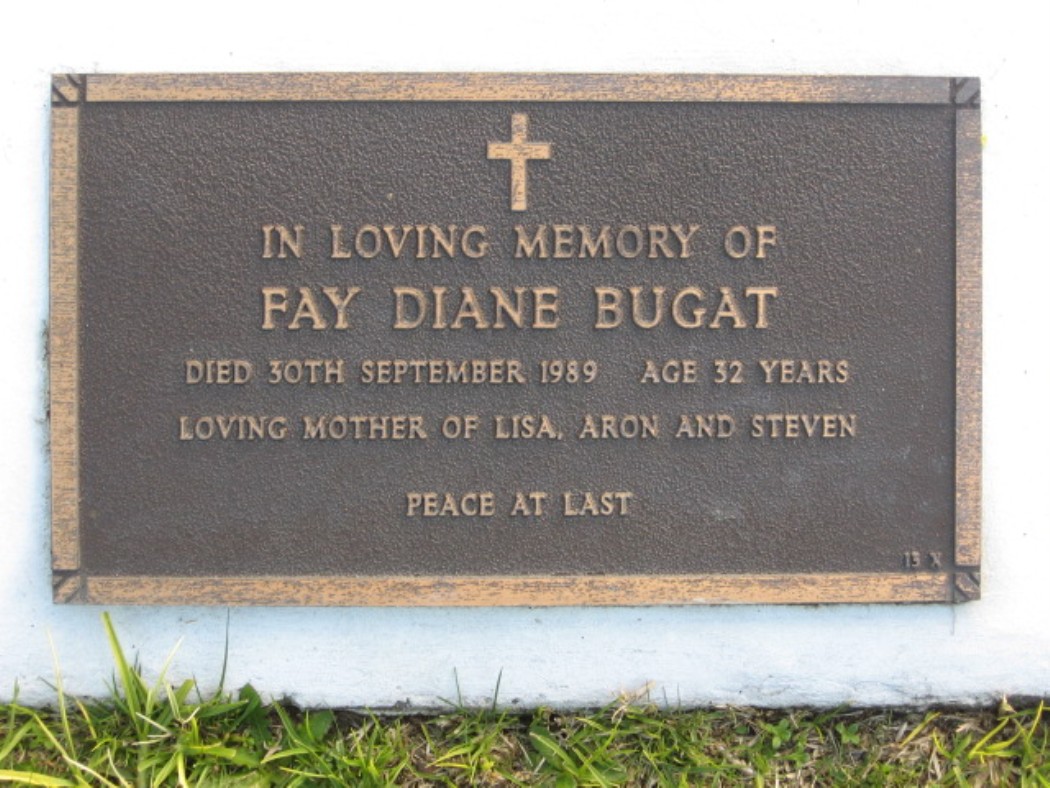 IN LOVING MEMORY OF
FAY DIANE BUGAT
DIED 30TH SEPTEMBER 1989 AGE 32 YEARS
LOVING MOTHER OF LISA, ARON AND STEVEN
PEACE AT LAST
13 X